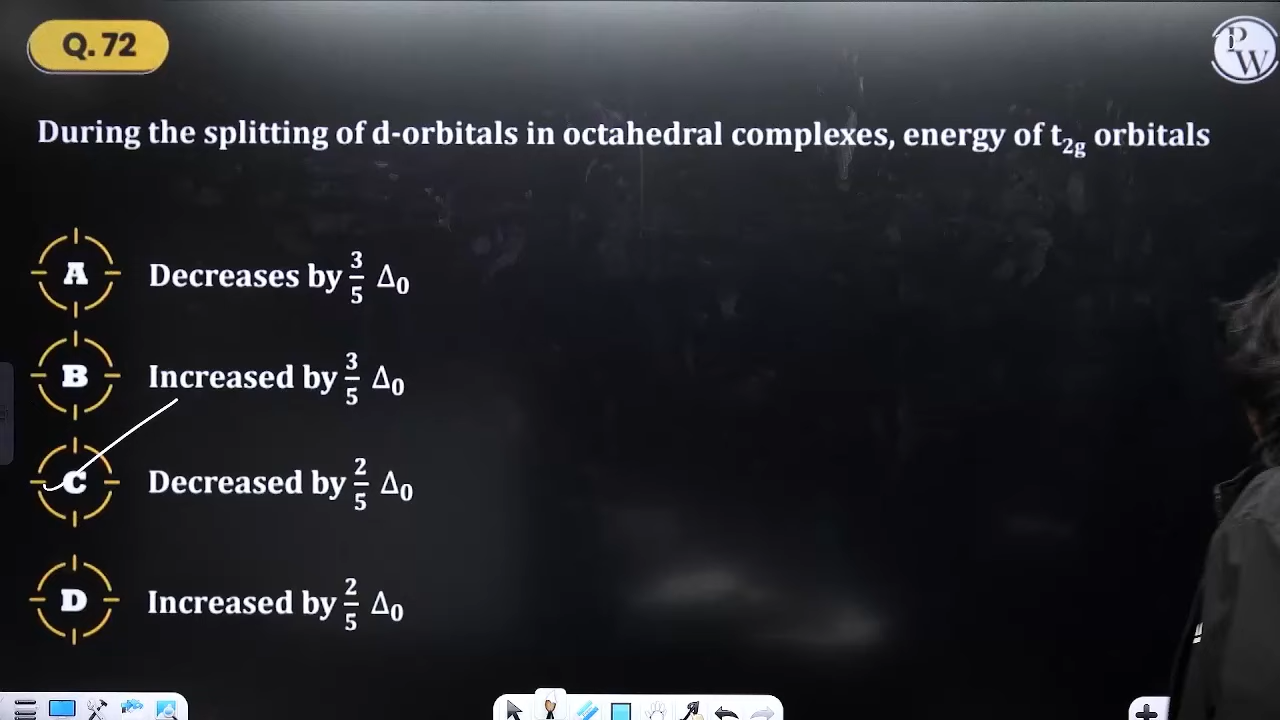 Q. 72
PW
During the splitting of d-orbitals in octahedral complexes, energy of t₂g orbitals
A Decreases by 3/5 Δ₀
B Increased by 3/5 Δ₀
C Decreased by 2/5 Δ₀
D Increased by 2/5 Δ₀